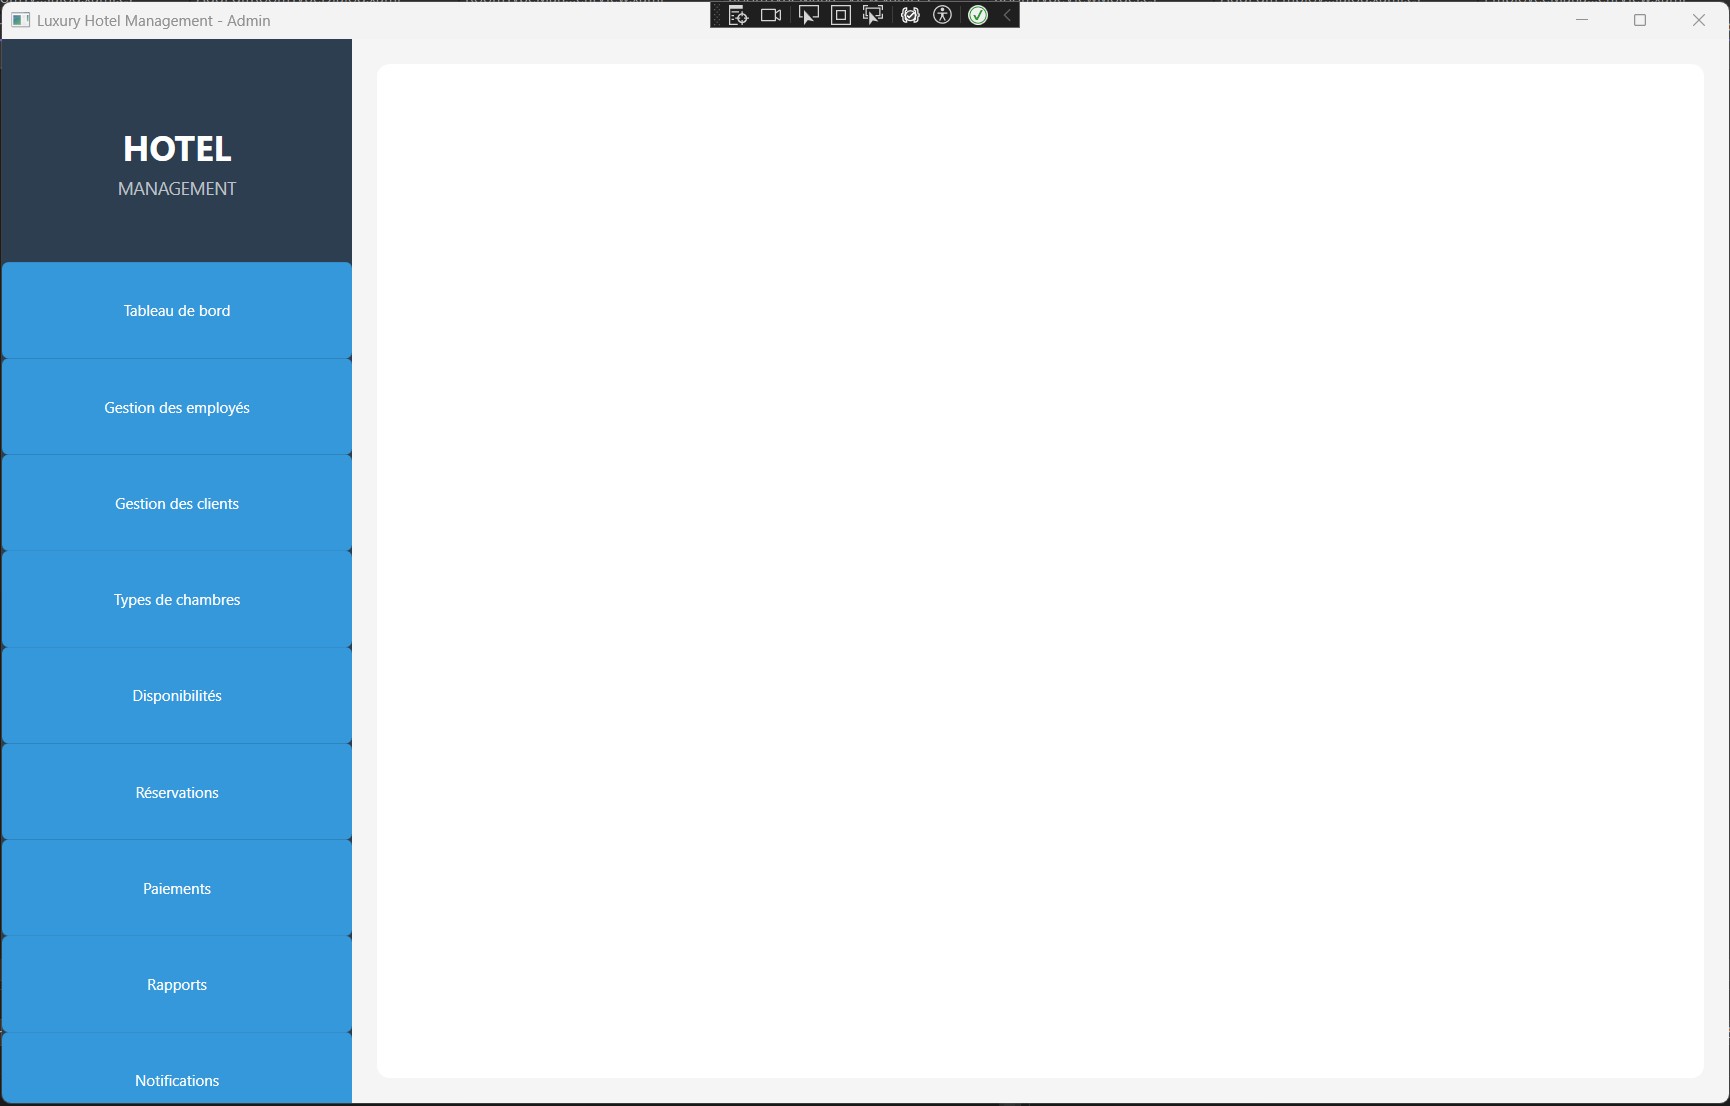 Luxury Hotel Management - Admin
HOTEL
MANAGEMENT
Tableau de bord
Gestion des employés
Gestion des clients
Types de chambres
Disponibilités
Réservations
Paiements
Rapports
Notifications